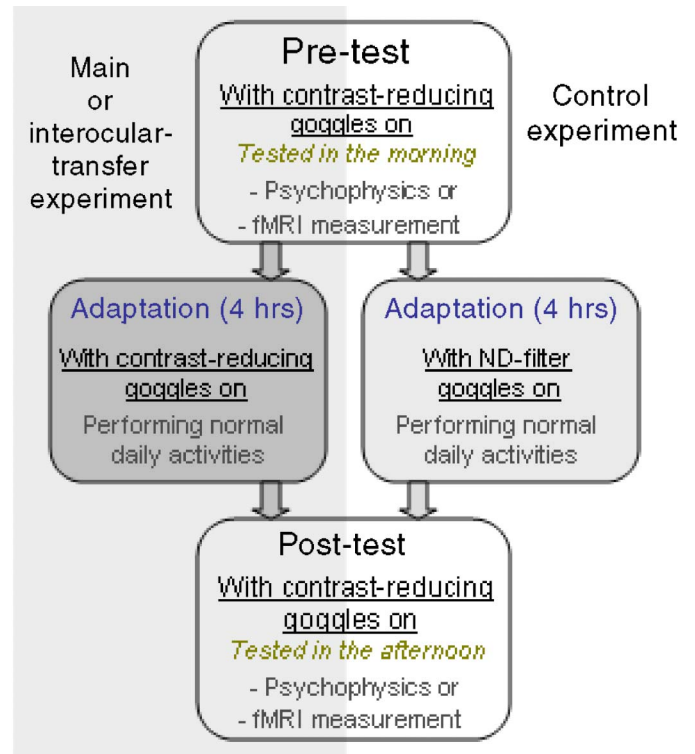 Main
or
interocular-
transfer
experiment
Pre-test
With contrast-reducing
goggles on
Tested in the morning
- Psychophysics or
- fMRI measurement
Control
experiment
Adaptation (4 hrs)
With contrast-reducing
goggles on
Performing normal
daily activities
Adaptation (4 hrs)
With ND-filter
goggles on
Performing normal
daily activities
Post-test
With contrast-reducing
goggles on
Tested in the afternoon
- Psychophysics or
- fMRI measurement